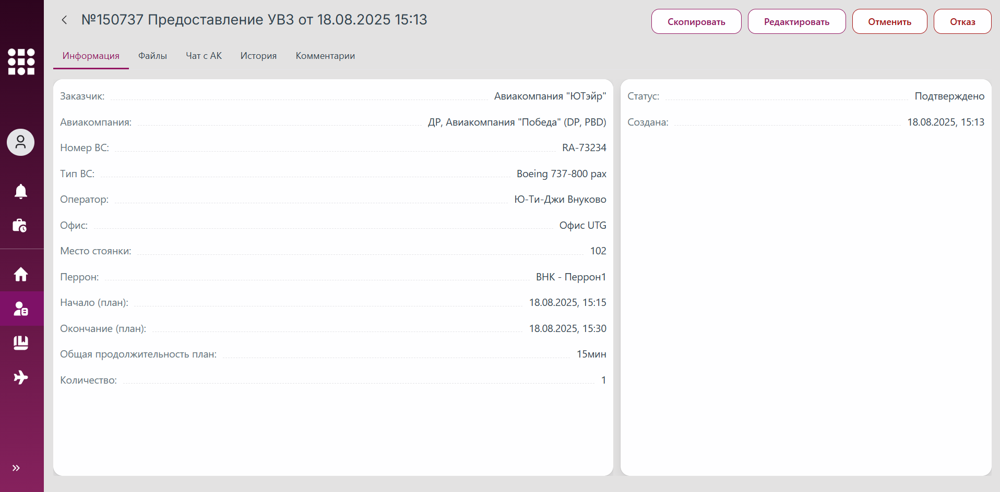 №150737 Предоставление УВЗ от 18.08.2025 15:13
Скопировать
Редактировать
Отменить
Отказ
Информация
Файлы
Чат с АК
История
Комментарии
Заказчик: Авиакомпания "ЮТэйр"
Авиакомпания: ДР, Авиакомпания "Победа" (DP, PBD)
Номер ВС: RA-73234
Тип ВС: Boeing 737-800 pax
Оператор: Ю-Ти-Джи Внуково
Офис: Офис UTG
Место стоянки: 102
Перрон: ВНК - Перрон1
Начало (план): 18.08.2025, 15:15
Окончание (план): 18.08.2025, 15:30
Общая продолжительность план: 15мин
Количество: 1
Статус: Подтверждено
Создана: 18.08.2025, 15:13